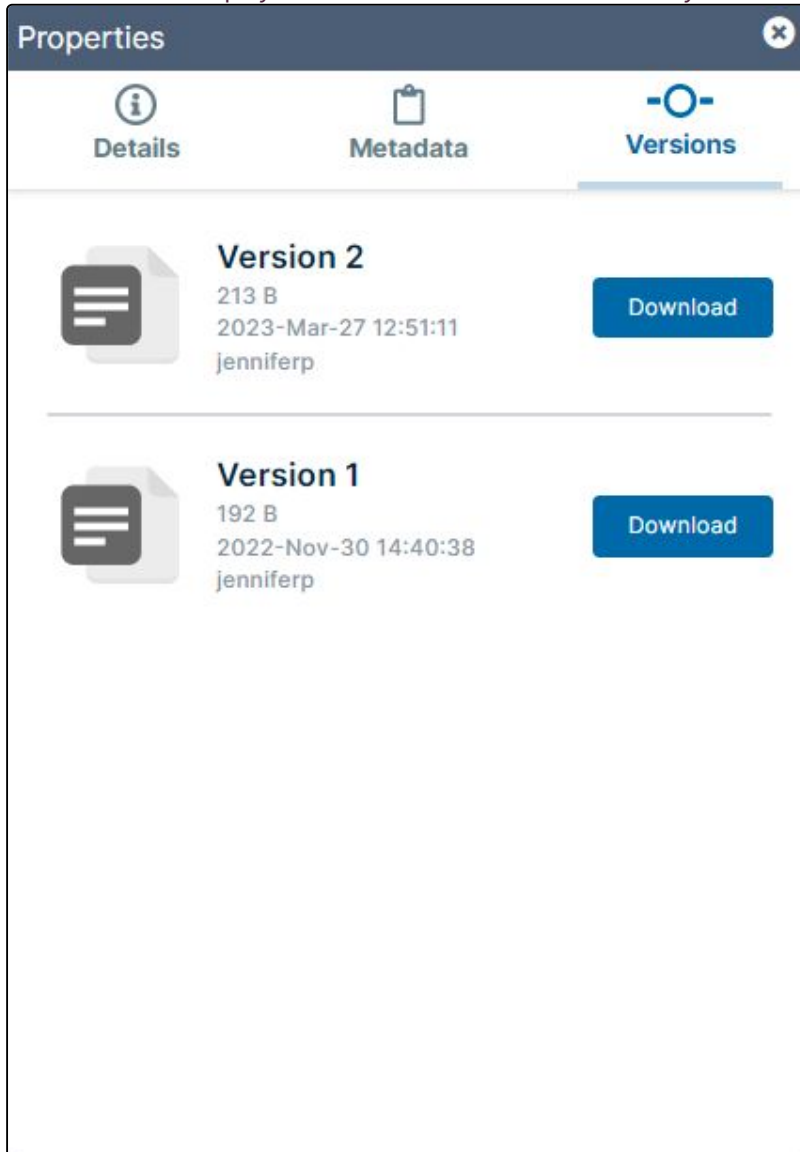 Properties
Details
Metadata
Versions
Version 2
213 B
2023-Mar-27 12:51:11
jenniferp
Download
Version 1
192 B
2022-Nov-30 14:40:38
jenniferp
Download